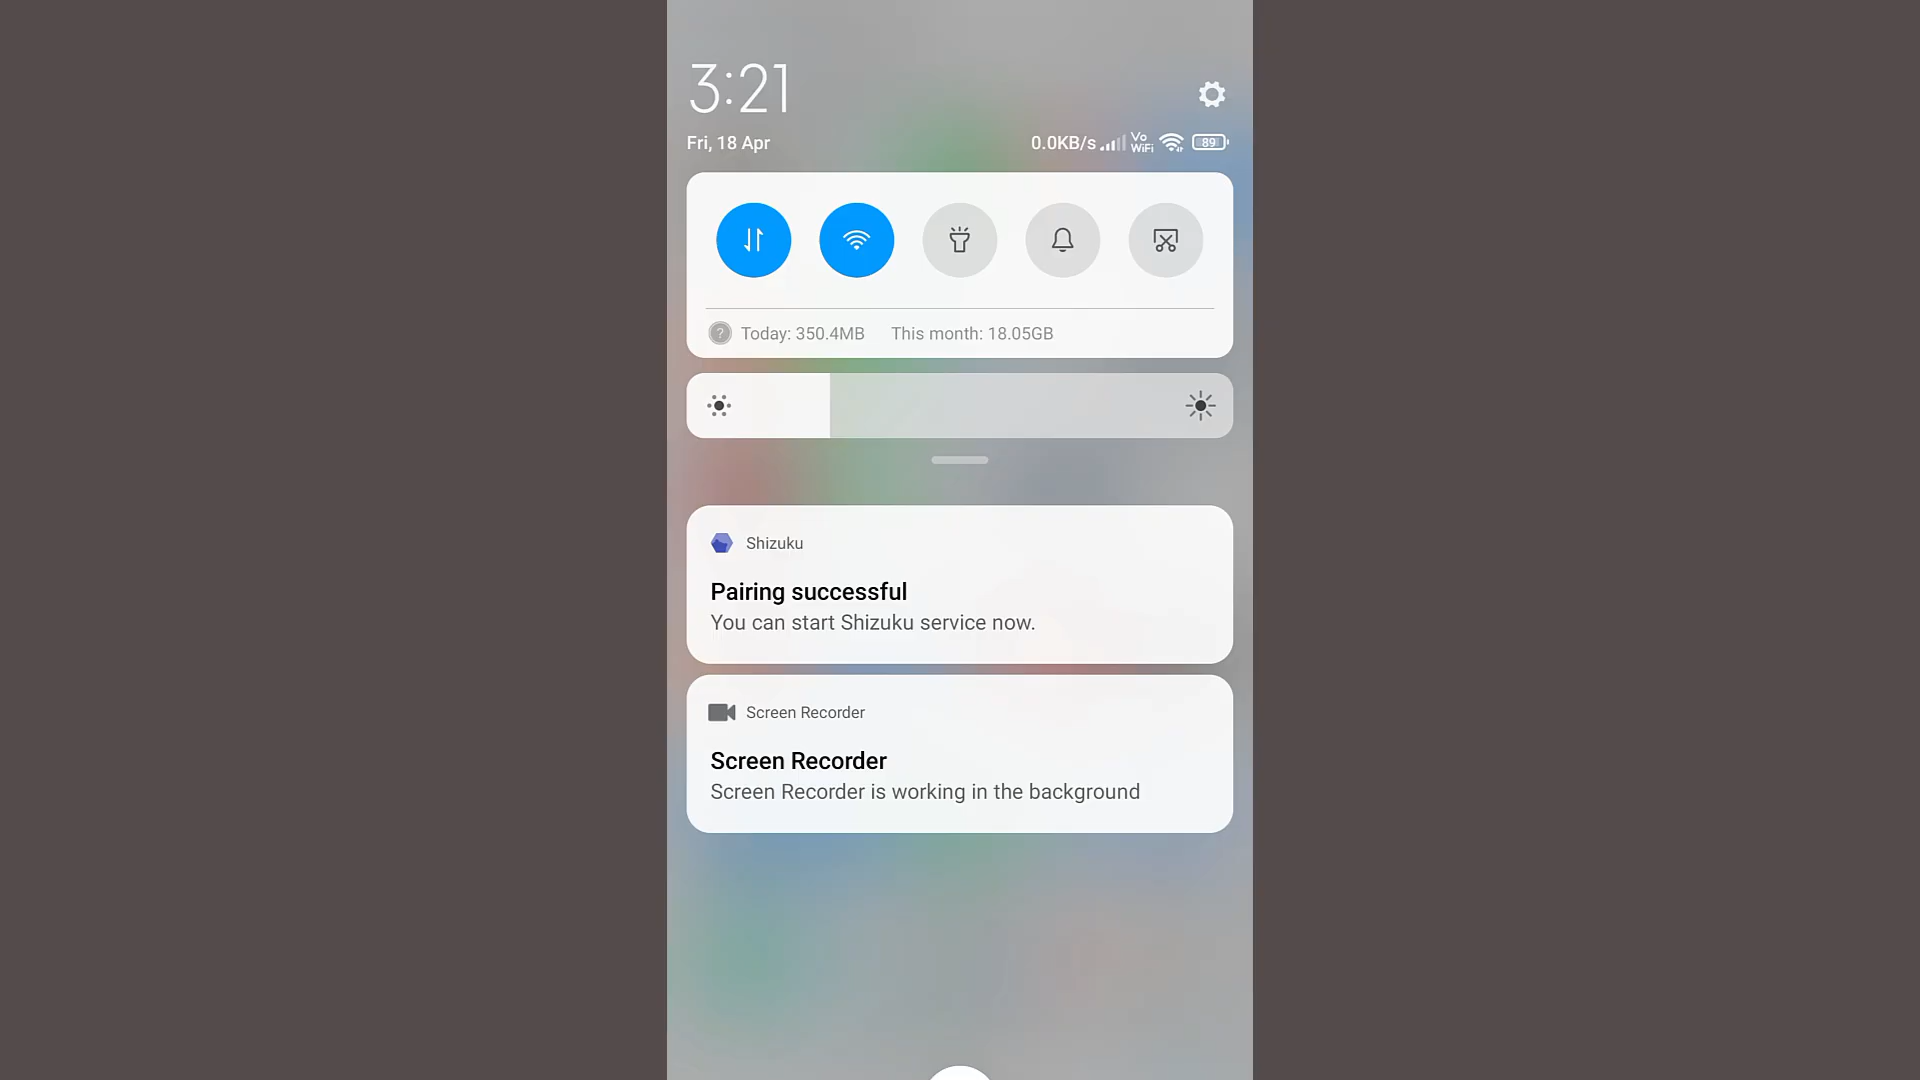 3:21
Fri, 18 Apr
0.0KB/s Vo WiFi 89
Today: 350.4MB This month: 18.05GB
Shizuku
Pairing successful
You can start Shizuku service now.
Screen Recorder
Screen Recorder
Screen Recorder is working in the background